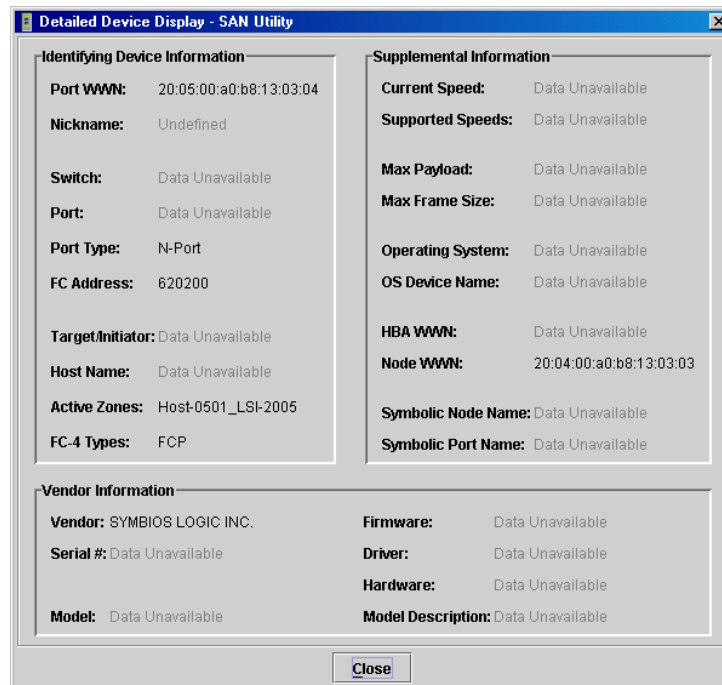 Detailed Device Display - SAN Utility
Identifying Device Information
Port WWN: 20:05:00:a0:b8:13:03:04
Nickname: Undefined
Switch: Data Unavailable
Port: Data Unavailable
Port Type: N-Port
FC Address: 620200
Target/Initiator: Data Unavailable
Host Name: Data Unavailable
Active Zones: Host-0501_LSI-2005
FC-4 Types: FCP
Supplemental Information
Current Speed: Data Unavailable
Supported Speeds: Data Unavailable
Max Payload: Data Unavailable
Max Frame Size: Data Unavailable
Operating System: Data Unavailable
OS Device Name: Data Unavailable
HBA WWN: Data Unavailable
Node WWN: 20:04:00:a0:b8:13:03:03
Symbolic Node Name: Data Unavailable
Symbolic Port Name: Data Unavailable
Vendor Information
Vendor: SYMBIOS LOGIC INC.
Serial #: Data Unavailable
Model: Data Unavailable
Firmware: Data Unavailable
Driver: Data Unavailable
Hardware: Data Unavailable
Model Description: Data Unavailable
Close